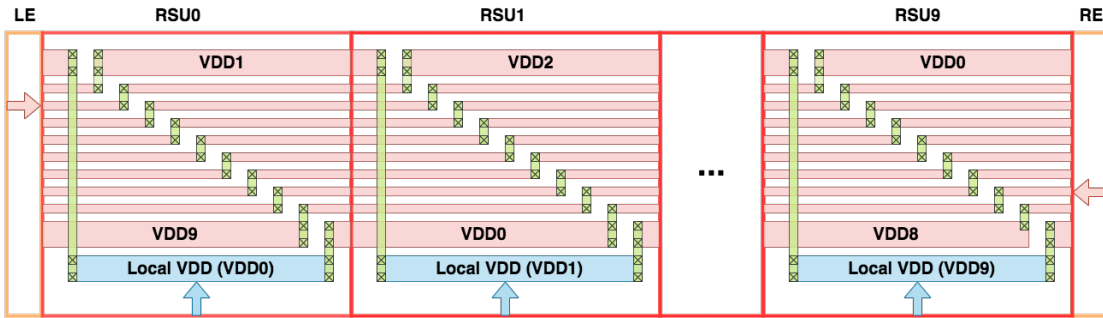 LE RSU0 RSU1 RSU9 RE
VDD1 VDD2 VDD0
...
VDD9 VDD0 VDD8
Local VDD (VDD0) Local VDD (VDD1) Local VDD (VDD9)